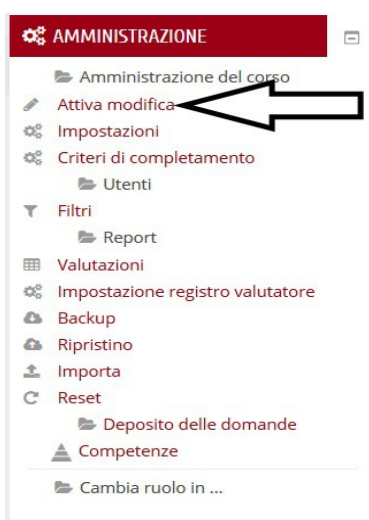 AMMINISTRAZIONE
Amministrazione del corso
Attiva modifica
Impostazioni
Criteri di completamento
Utenti
Filtri
Report
Valutazioni
Impostazione registro valutatore
Backup
Ripristino
Importa
Reset
Deposito delle domande
Competenze
Cambia ruolo in ...